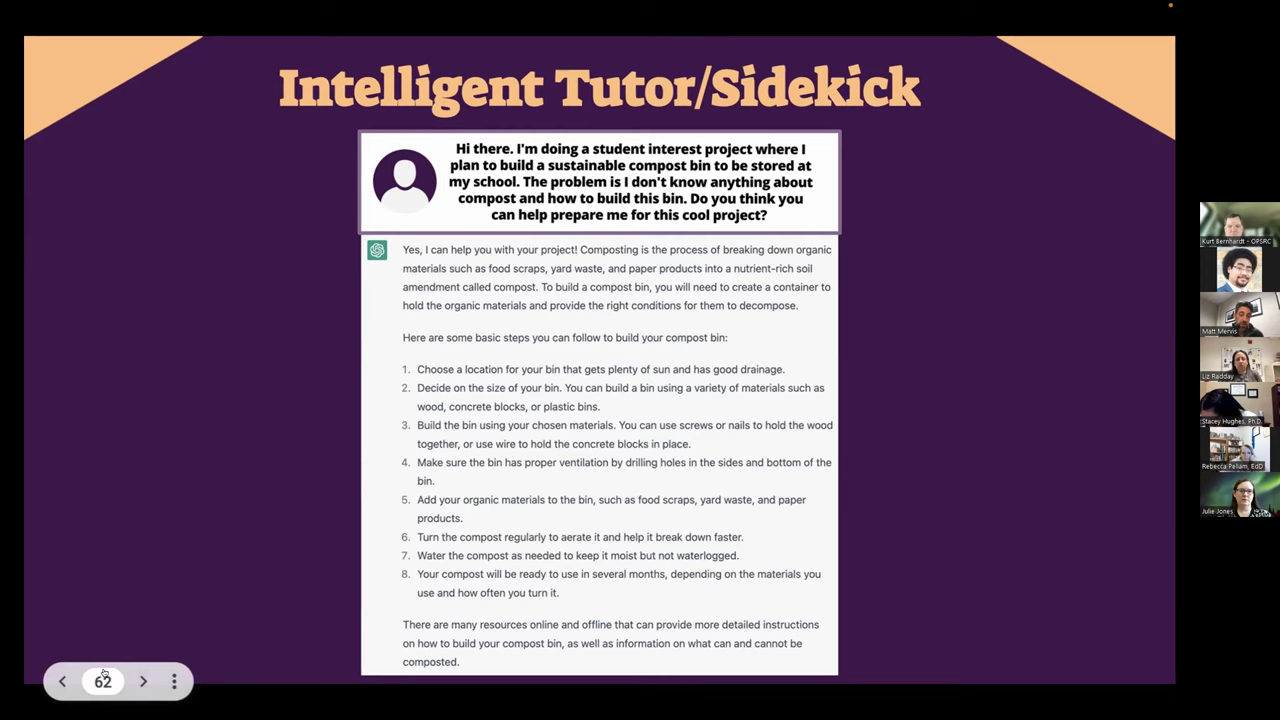 Intelligent Tutor/Sidekick
Hi there. I'm doing a student interest project where I
plan to build a sustainable compost bin to be stored at
my school. The problem is I don't know anything about
compost and how to build this bin. Do you think you
can help prepare me for this cool project?
Yes, I can help you with your project! Composting is the process of breaking down organic
materials such as food scraps, yard waste, and paper products into a nutrient-rich soil
amendment called compost. To build a compost bin, you will need to create a container to
hold the organic materials and provide the right conditions for them to decompose.
Here are some basic steps you can follow to build your compost bin:
1. Choose a location for your bin that gets plenty of sun and has good drainage.
2. Decide on the size of your bin. You can build a bin using a variety of materials such as
wood, concrete blocks, or plastic bins.
3. Build the bin using your chosen materials. You can use screws or nails to hold the wood
together, or use wire to hold the concrete blocks in place.
4. Make sure the bin has proper ventilation by drilling holes in the sides and bottom of the
bin.
5. Add your organic materials to the bin, such as food scraps, yard waste, and paper
products.
6. Turn the compost regularly to aerate it and help it break down faster.
7. Water the compost as needed to keep it moist but not waterlogged.
8. Your compost will be ready to use in several months, depending on the materials you
use and how often you turn it.
There are many resources online and offline that can provide more detailed instructions
on how to build your compost bin, as well as information on what can and cannot be
composted.
62
Kurt Bernhardt - OPSRC
Matt Mervis
Liz Radday
Stacey Hughes, Ph.D.
Rebecca Pellam, EdD
Julie Jones